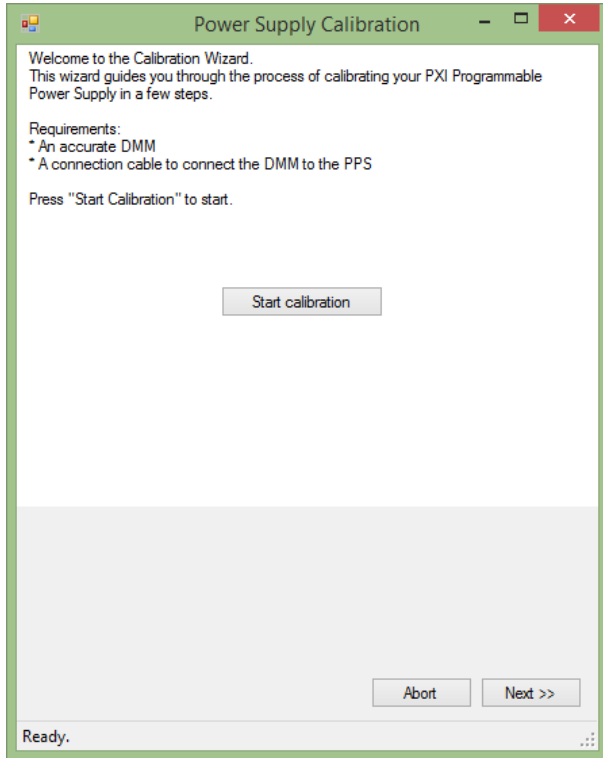 Power Supply Calibration
Welcome to the Calibration Wizard.
This wizard guides you through the process of calibrating your PXI Programmable
Power Supply in a few steps.
Requirements:
* An accurate DMM
* A connection cable to connect the DMM to the PPS
Press "Start Calibration" to start.
Start calibration
Abort
Next >>
Ready.